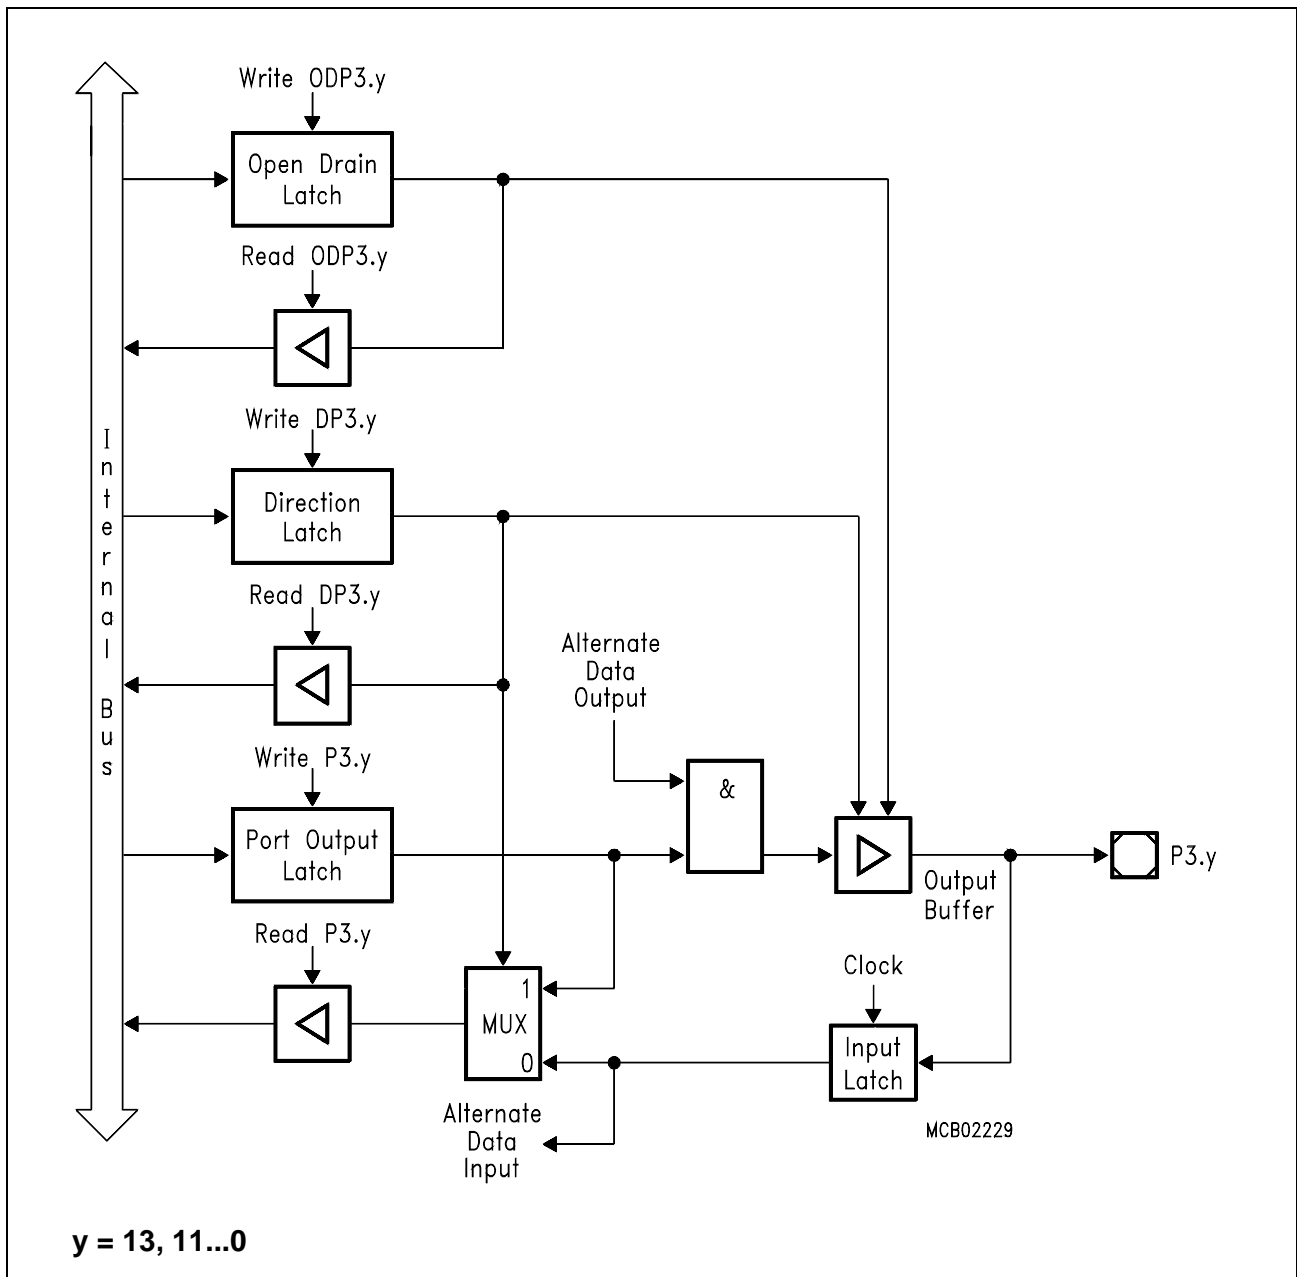 Write ODP3.y
Open Drain
Latch
Read ODP3.y
Write DP3.y
Direction
Latch
Read DP3.y
Internal Bus
Alternate
Data
Output
Write P3.y
&
Port Output
Latch
Output
Buffer
P3.y
Read P3.y
1
MUX
0
Clock
Input
Latch
Alternate
Data
Input
MCB02229
y = 13, 11...0